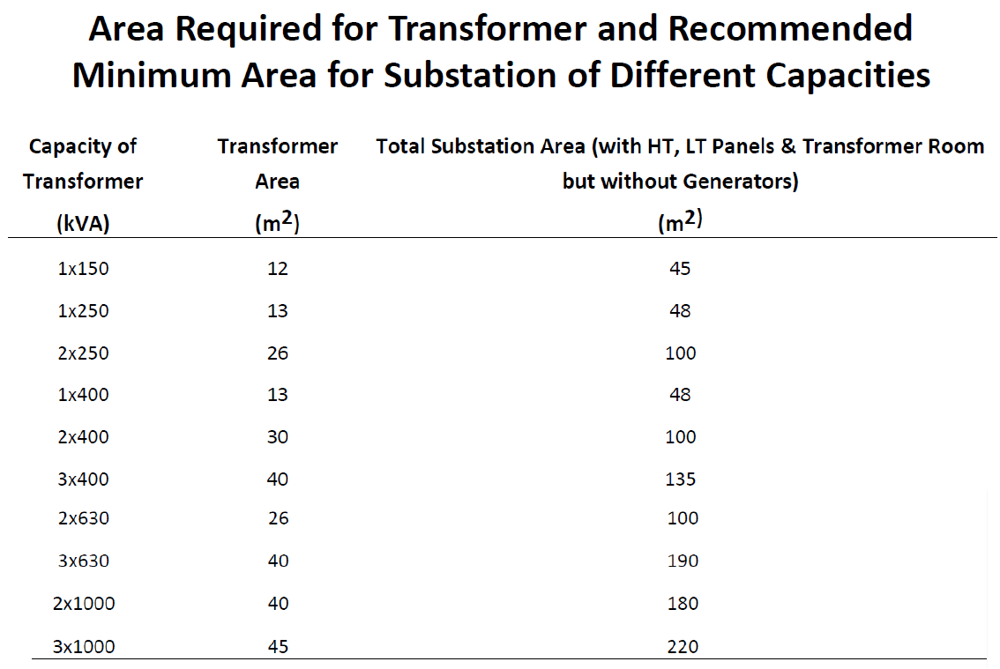 Area Required for Transformer and Recommended
Minimum Area for Substation of Different Capacities
Capacity of Transformer Total Substation Area (with HT, LT Panels & Transformer Room
Transformer Area but without Generators)
(kVA) (m2) (m2)
1x150 12 45
1x250 13 48
2x250 26 100
1x400 13 48
2x400 30 100
3x400 40 135
2x630 26 100
3x630 40 190
2x1000 40 180
3x1000 45 220